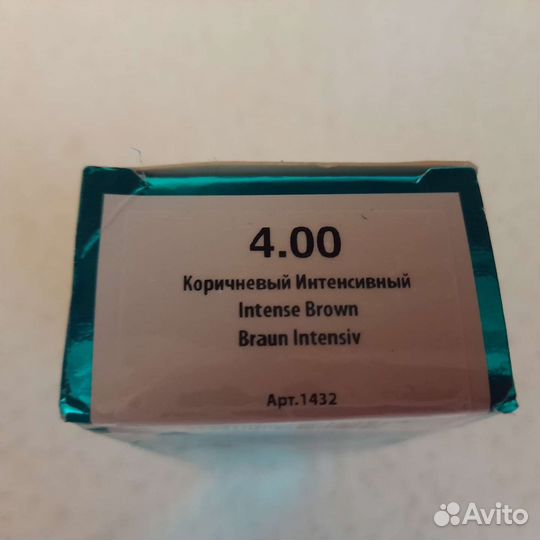 4.00
Коричневый Интенсивный
Intense Brown
Braun Intensiv
Арт.1432
Avito